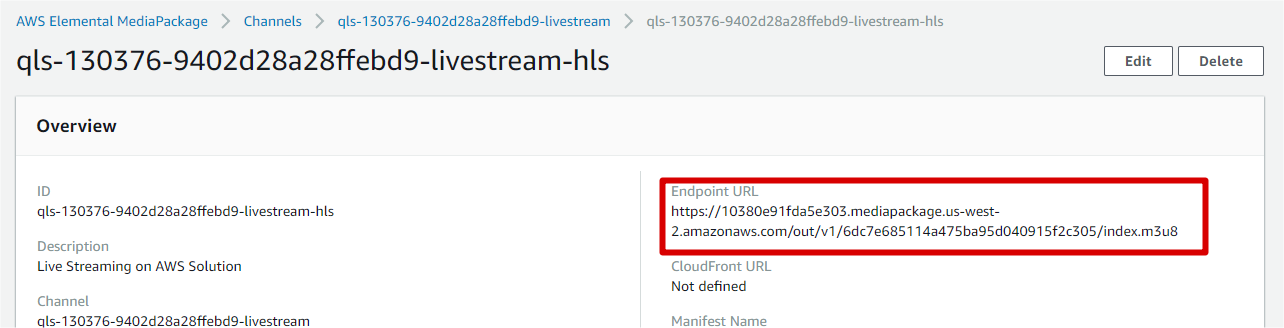 AWS Elemental MediaPackage > Channels > qls-130376-9402d28a28ffebd9-livestream > qls-130376-9402d28a28ffebd9-livestream-hls
qls-130376-9402d28a28ffebd9-livestream-hls
Edit
Delete
Overview
ID
qls-130376-9402d28a28ffebd9-livestream-hls
Description
Live Streaming on AWS Solution
Channel
qls-130376-9402d28a28ffebd9-livestream
Endpoint URL
https://10380e91fda5e303.mediapackage.us-west-
2.amazonaws.com/out/v1/6dc7e685114a475ba95d040915f2c305/index.m3u8
CloudFront URL
Not defined
Manifest Name